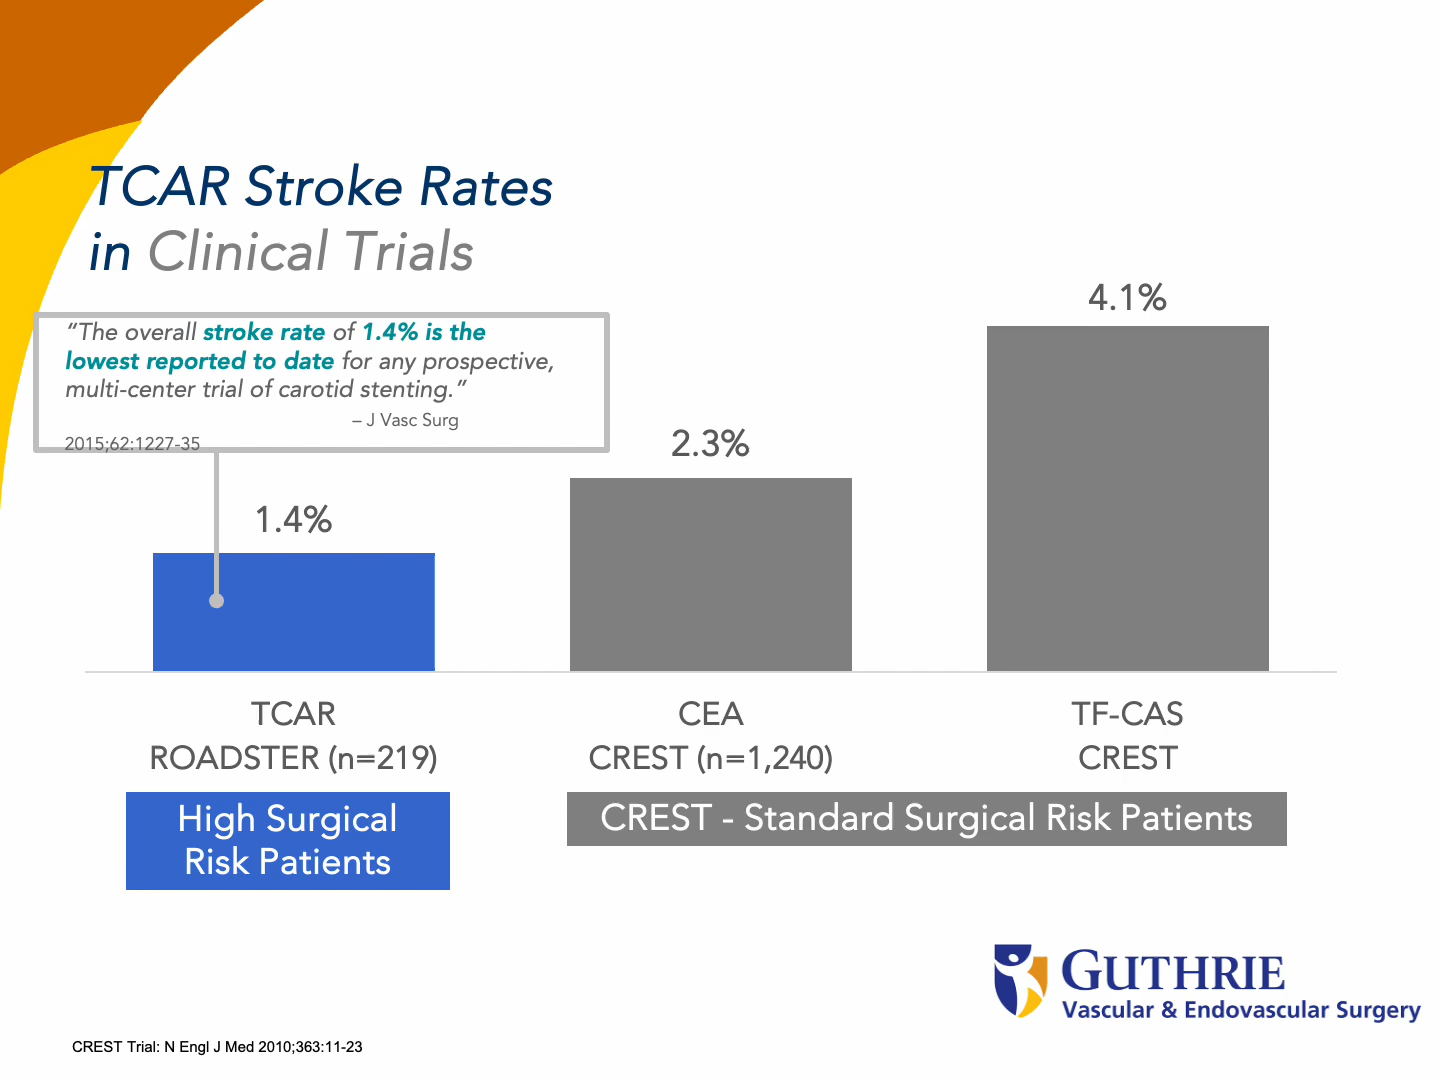 TCAR Stroke Rates
in Clinical Trials
“The overall stroke rate of 1.4% is the
lowest reported to date for any prospective,
multi-center trial of carotid stenting.”
– J Vasc Surg
2015;62:1227-35
1.4%
2.3%
4.1%
TCAR
ROADSTER (n=219)
CEA
CREST (n=1,240)
TF-CAS
CREST
High Surgical
Risk Patients
CREST - Standard Surgical Risk Patients
GUTHRIE
Vascular & Endovascular Surgery
CREST Trial: N Engl J Med 2010;363:11-23